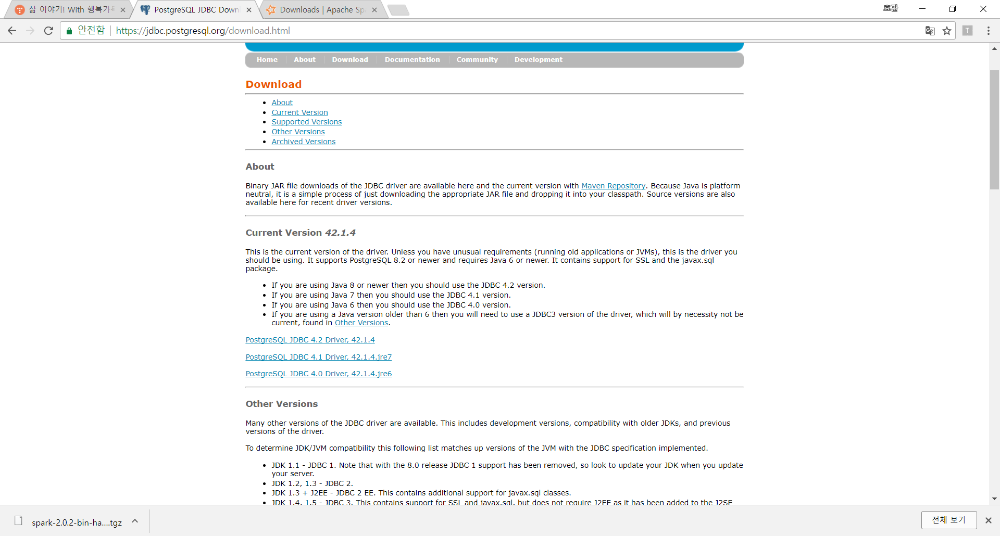 삶 이야기! With 행복가
PostgreSQL JDBC Down
Downloads | Apache Sp
효관
안전함
https://jdbc.postgresql.org/download.html
T
Home
About
Download
Documentation
Community
Development
Download
• About
• Current Version
• Supported Versions
• Other Versions
• Archived Versions
About
Binary JAR file downloads of the JDBC driver are available here and the current version with Maven Repository. Because Java is platform
neutral, it is a simple process of just downloading the appropriate JAR file and dropping it into your classpath. Source versions are also
available here for recent driver versions.
Current Version 42.1.4
This is the current version of the driver. Unless you have unusual requirements (running old applications or JVMs), this is the driver you
should be using. It supports PostgreSQL 8.2 or newer and requires Java 6 or newer. It contains support for SSL and the javax.sql
package.
• If you are using Java 8 or newer then you should use the JDBC 4.2 version.
• If you are using Java 7 then you should use the JDBC 4.1 version.
• If you are using Java 6 then you should use the JDBC 4.0 version.
• If you are using a Java version older than 6 then you will need to use a JDBC3 version of the driver, which will by necessity not be
current, found in Other Versions.
PostgreSQL JDBC 4.2 Driver, 42.1.4
PostgreSQL JDBC 4.1 Driver, 42.1.4.jre7
PostgreSQL JDBC 4.0 Driver, 42.1.4.jre6
Other Versions
Many other versions of the JDBC driver are available. This includes development versions, compatibility with older JDKs, and previous
versions of the driver.
To determine JDK/JVM compatibility this following list matches up versions of the JVM with the JDBC specification implemented.
• JDK 1.1 - JDBC 1. Note that with the 8.0 release JDBC 1 support has been removed, so look to update your JDK when you update
your server.
• JDK 1.2, 1.3 - JDBC 2.
• JDK 1.3 + J2EE - JDBC 2 EE. This contains additional support for javax.sql classes.
• JDK 1.4, 1.5 - JDBC 3. This contains support for SSL and javax.sql, but does not require J2EE as it has been added to the J2SE
spark-2.0.2-bin-ha....tgz
전체 보기